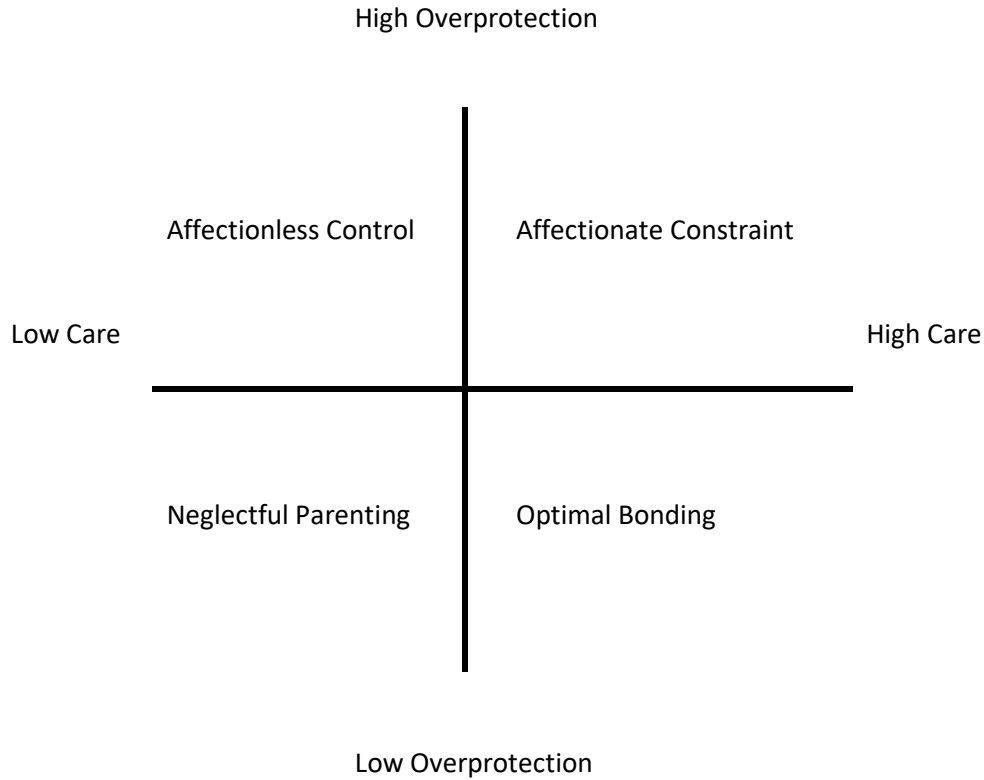 High Overprotection
Affectionless Control
Affectionate Constraint
Low Care
High Care
Neglectful Parenting
Optimal Bonding
Low Overprotection